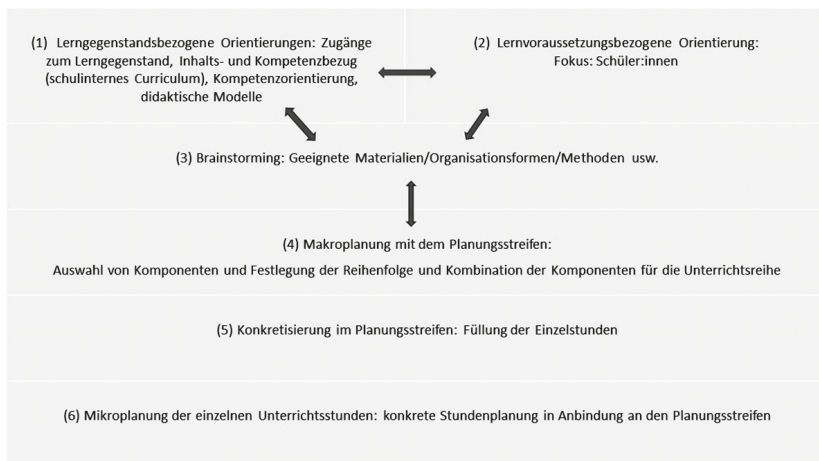 (1) Lerngegenstandsbezogene Orientierungen: Zugänge
zum Lerngegenstand, Inhalts- und Kompetenzbezug
(schulinternes Curriculum), Kompetenzorientierung,
didaktische Modelle
(2) Lernvoraussetzungsbezogene Orientierung:
Fokus: Schüler:innen
(3) Brainstorming: Geeignete Materialien/Organisationsformen/Methoden usw.
(4) Makroplanung mit dem Planungsstreifen:
Auswahl von Komponenten und Festlegung der Reihenfolge und Kombination der Komponenten für die Unterrichtsreihe
(5) Konkretisierung im Planungsstreifen: Füllung der Einzelstunden
(6) Mikroplanung der einzelnen Unterrichtsstunden: konkrete Stundenplanung in Anbindung an den Planungsstreifen